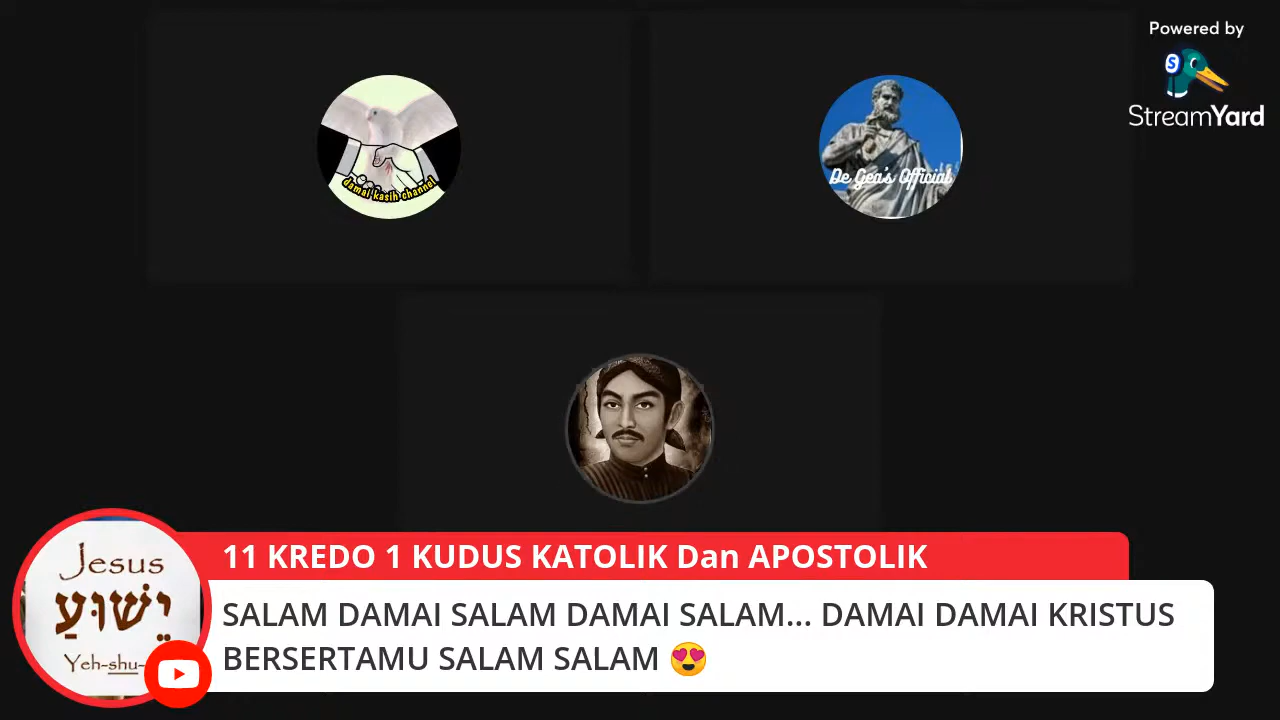 Powered by
StreamYard
damai kasih channel
De Gea's Official
11 KREDO 1 KUDUS KATOLIK Dan APOSTOLIK
SALAM DAMAI SALAM DAMAI SALAM... DAMAI DAMAI KRISTUS
BERSERTAMU SALAM SALAM 😍
Jesus
יֵשׁוּעַ
Yeh-shu-